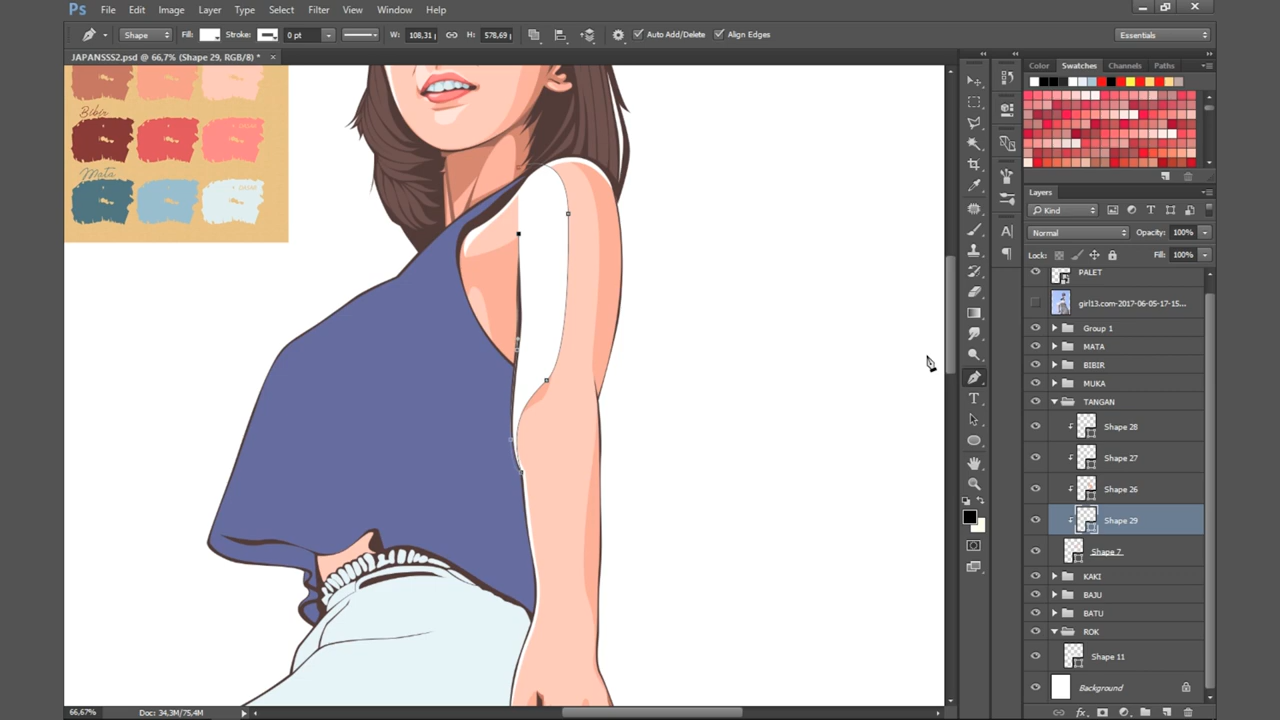 Ps File Edit Image Layer Type Select Filter View Window Help
Shape Fill: Stroke: 0 pt W: 108,31 H: 578,69 Auto Add/Delete Align Edges Essentials
JAPANSSS2.psd @ 66,7% (Shape 29, RGB/8) * ×
Color Swatches Channels Paths
Bibir
DASAR
Mata
DASAR
Layers
Kind
Normal Opacity: 100%
Lock: Fill: 100%
PALET
girl13.com-2017-06-05-17-15...
Group 1
MATA
BIBIR
MUKA
TANGAN
Shape 28
Shape 27
Shape 26
Shape 29
Shape 7
KAKI
BAJU
BATU
ROK
Shape 11
Background
66,67% Doc: 34,3M/75,4M